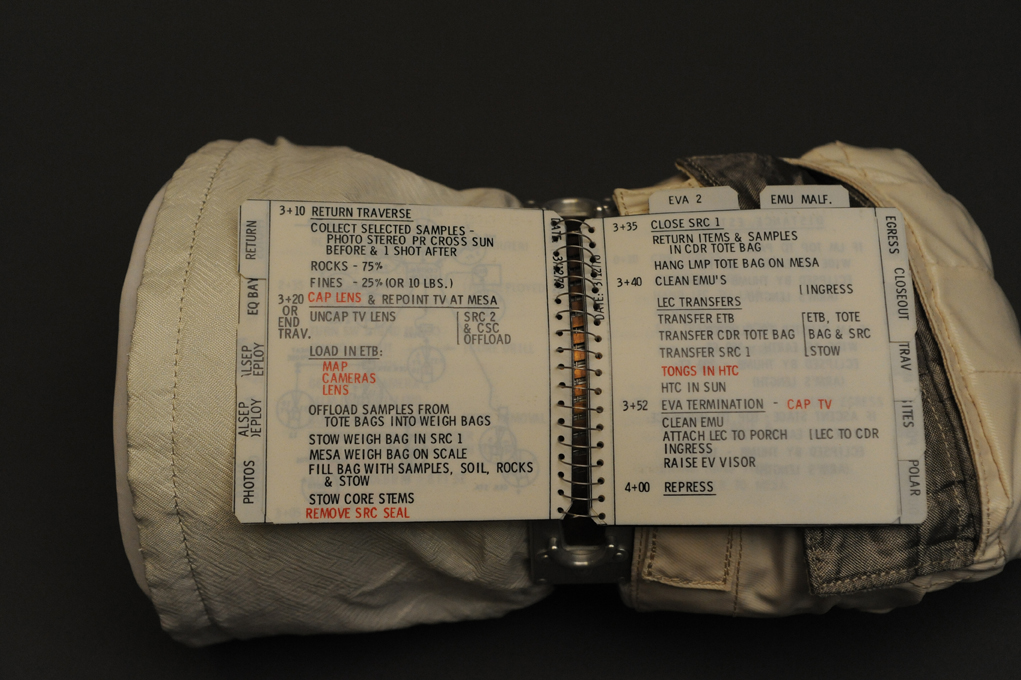 3+10 RETURN TRAVERSE
COLLECT SELECTED SAMPLES -
PHOTO STEREO PR CROSS SUN
BEFORE & 1 SHOT AFTER
ROCKS - 75%
FINES - 25% (OR 10 LBS.)
3+20 CAP LENS & REPOINT TV AT MESA
OR
END
TRAV.
UNCAP TV LENS
SRC 2
& CSC
OFFLOAD
LOAD IN ETB:
MAP
CAMERAS
LENS
OFFLOAD SAMPLES FROM
TOTE BAGS INTO WEIGH BAGS
STOW WEIGH BAG IN SRC 1
MESA WEIGH BAG ON SCALE
FILL BAG WITH SAMPLES, SOIL, ROCKS
& STOW
STOW CORE STEMS
REMOVE SRC SEAL
RETURN
EQ BAY
ALSEP
DEPLOY
PHOTOS
EVA 2
EMU MALF.
3+35 CLOSE SRC 1
RETURN ITEMS & SAMPLES
IN CDR TOTE BAG
HANG LMP TOTE BAG ON MESA
3+40 CLEAN EMU'S
INGRESS
LEC TRANSFERS
TRANSFER ETB
TRANSFER CDR TOTE BAG
TRANSFER SRC 1
ETB, TOTE
BAG & SRC
STOW
TONGS IN HTC
HTC IN SUN
3+52 EVA TERMINATION - CAP TV
CLEAN EMU
ATTACH LEC TO PORCH
LEC TO CDR
INGRESS
RAISE EV VISOR
4+00 REPRESS
EGRESS
CLOSEOUT
TRAV
POLAR